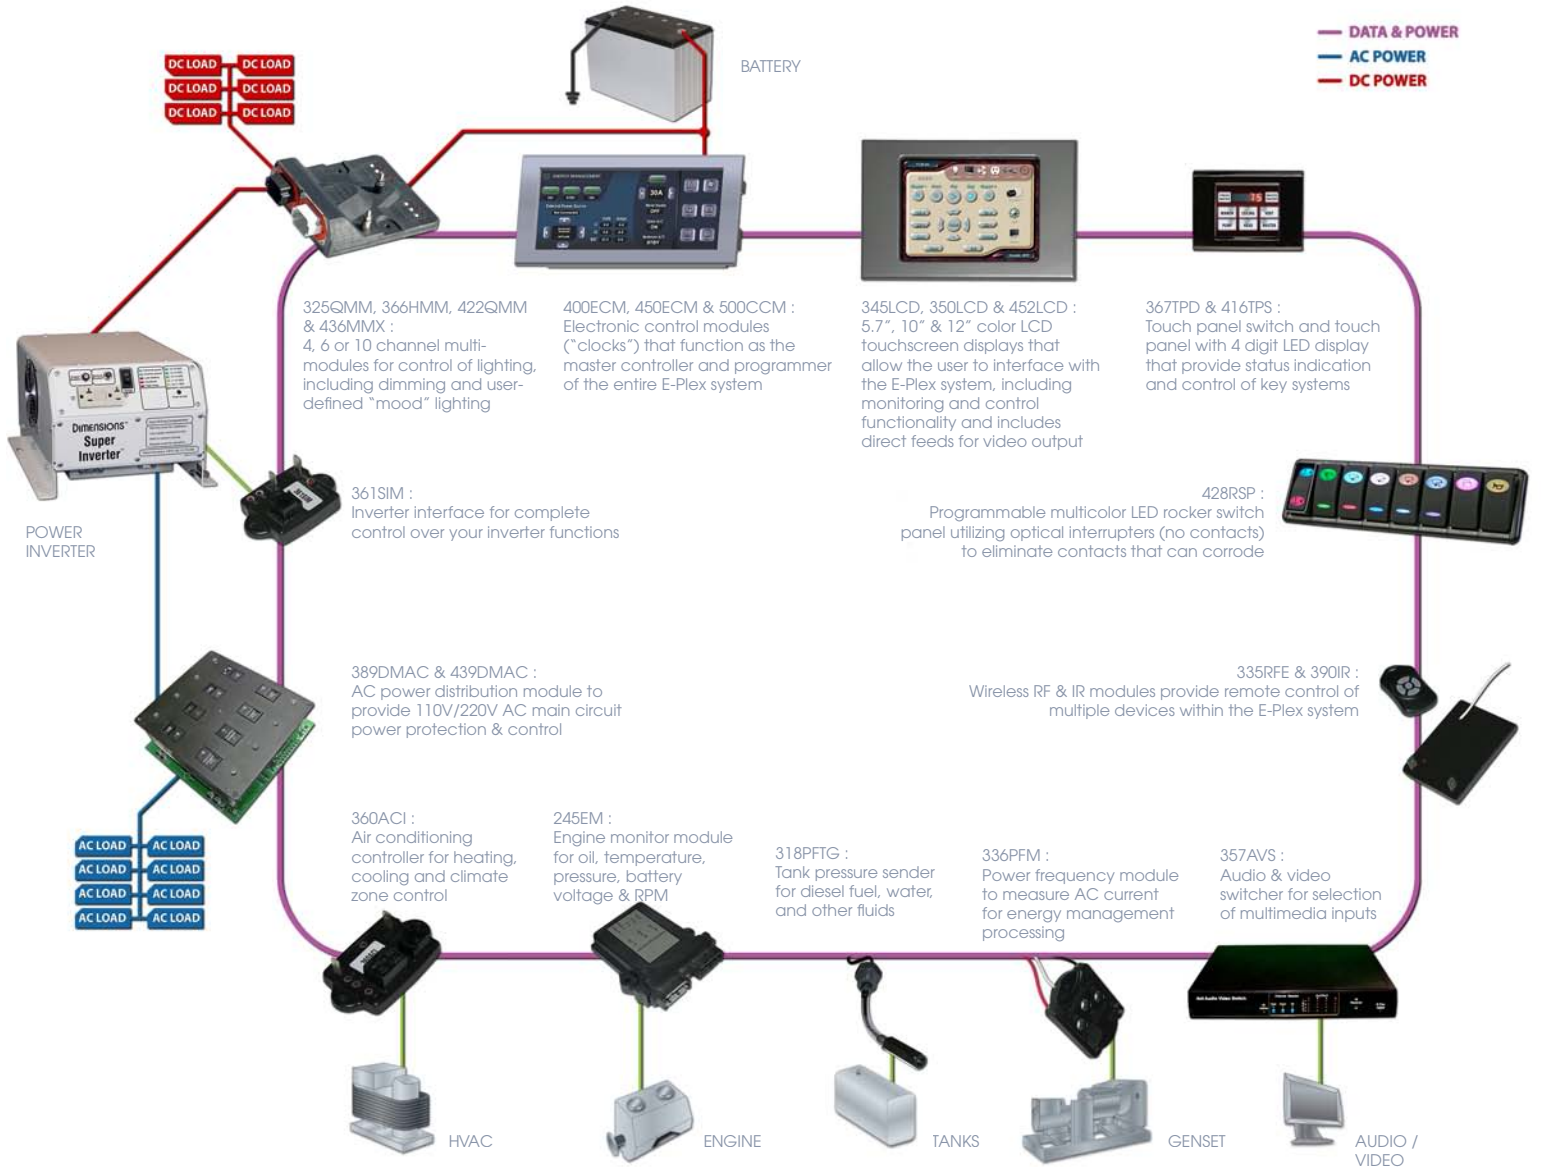 DATA & POWER
AC POWER
DC POWER
BATTERY
DC LOAD DC LOAD
DC LOAD DC LOAD
DC LOAD DC LOAD
325QMM, 366HMM, 422QMM
& 436MMX :
4, 6 or 10 channel multi-
modules for control of lighting,
including dimming and user-
defined “mood” lighting
400ECM, 450ECM & 500CCM :
Electronic control modules
(“clocks”) that function as the
master controller and programmer
of the entire E-Plex system
345LCD, 350LCD & 452LCD :
5.7”, 10” & 12” color LCD
touchscreen displays that
allow the user to interface with
the E-Plex system, including
monitoring and control
functionality and includes
direct feeds for video output
367TPD & 416TPS :
Touch panel switch and touch
panel with 4 digit LED display
that provide status indication
and control of key systems
30A
OFF
ON
75
DIMENSIONS™
Super
Inverter™
POWER
INVERTER
361SIM
361SIM :
Inverter interface for complete
control over your inverter functions
428RSP :
Programmable multicolor LED rocker switch
panel utilizing optical interrupters (no contacts)
to eliminate contacts that can corrode
389DMAC & 439DMAC :
AC power distribution module to
provide 110V/220V AC main circuit
power protection & control
335RFE & 390IR :
Wireless RF & IR modules provide remote control of
multiple devices within the E-Plex system
AC LOAD AC LOAD
AC LOAD AC LOAD
AC LOAD AC LOAD
AC LOAD AC LOAD
360ACI :
Air conditioning
controller for heating,
cooling and climate
zone control
245EM :
Engine monitor module
for oil, temperature,
pressure, battery
voltage & RPM
318PFTG :
Tank pressure sender
for diesel fuel, water,
and other fluids
336PFM :
Power frequency module
to measure AC current
for energy management
processing
357AVS :
Audio & video
switcher for selection
of multimedia inputs
4x4 Audio Video Switch
HVAC
ENGINE
TANKS
GENSET
AUDIO /
VIDEO